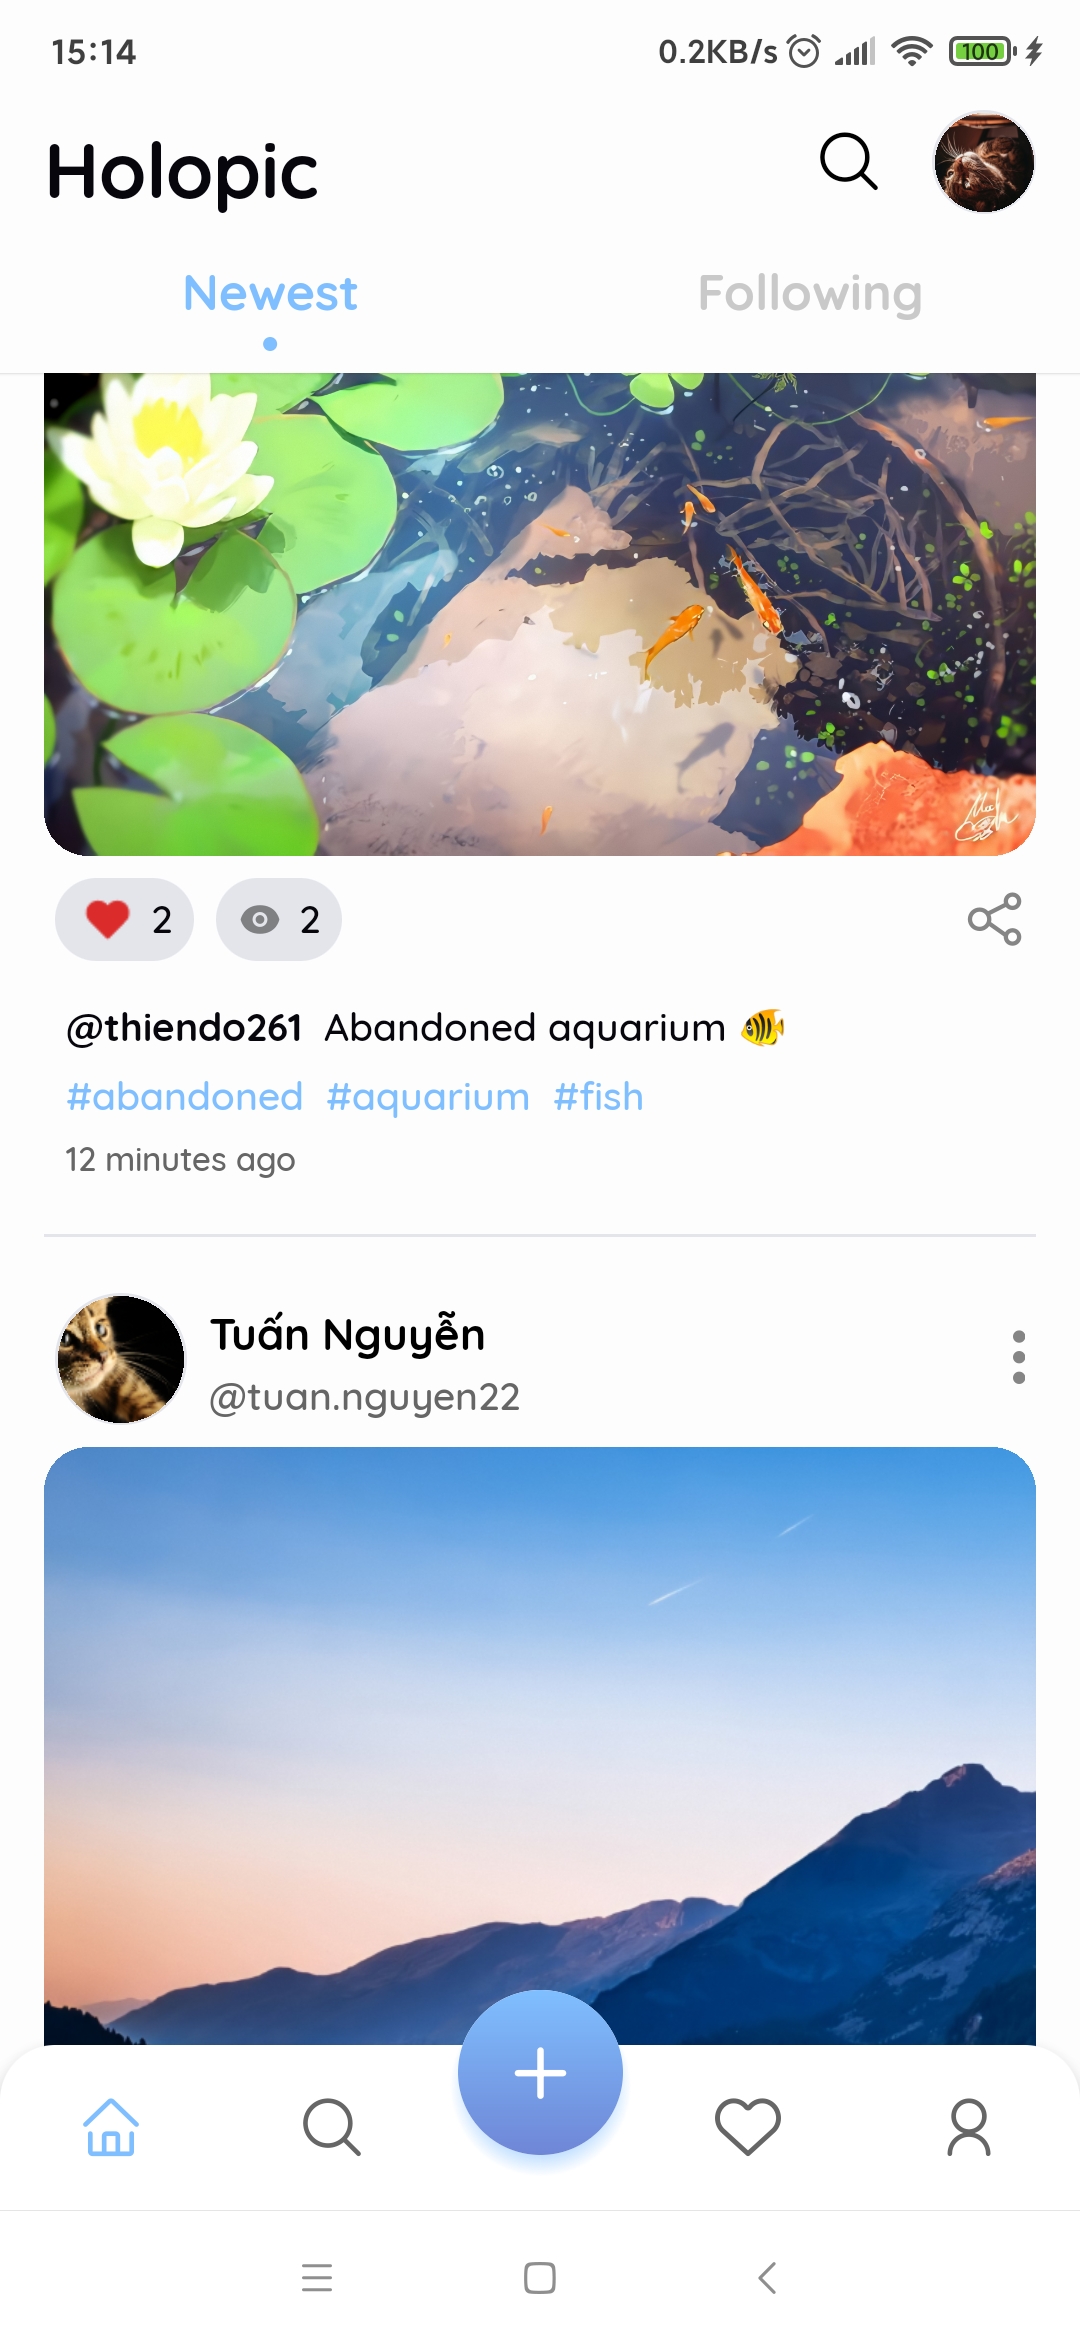 15:14 0.2KB/s 100
Holopic
Newest Following
2 2
@thiendo261 Abandoned aquarium 🐠
#abandoned #aquarium #fish
12 minutes ago
Tuấn Nguyễn
@tuan.nguyen22